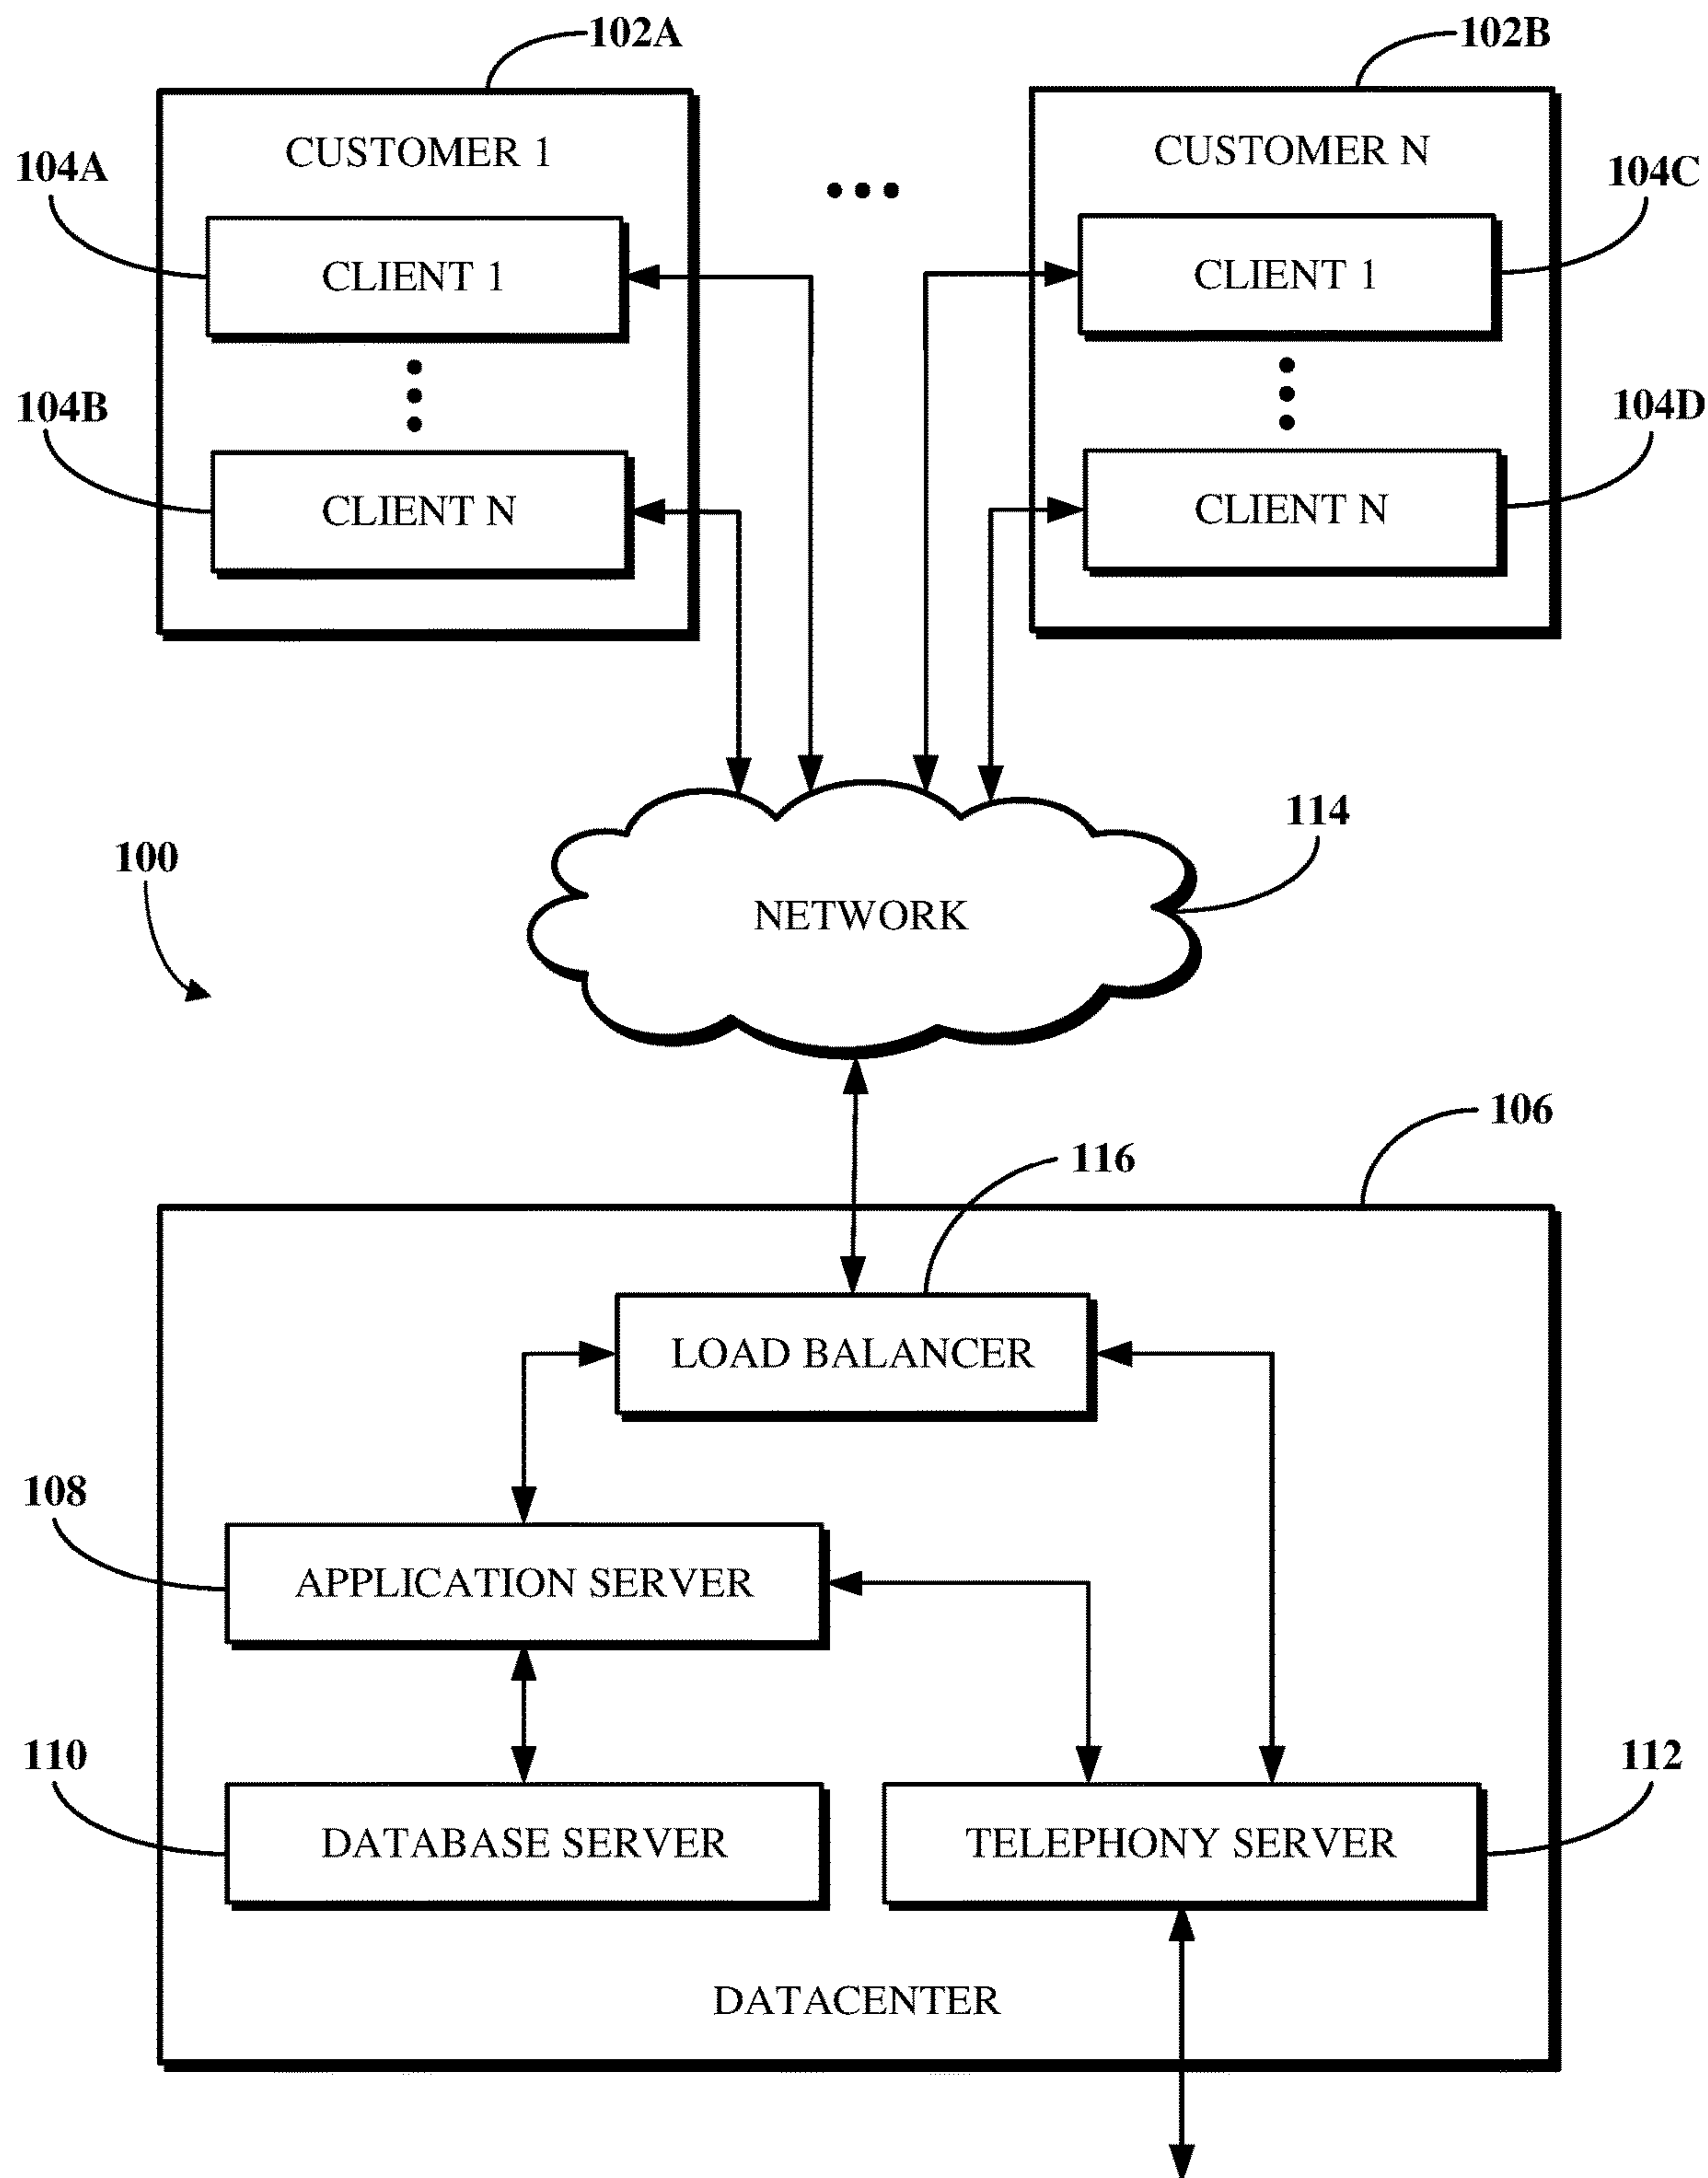 102A
102B
CUSTOMER 1
CUSTOMER N
104A
104C
CLIENT 1
CLIENT 1
104B
104D
CLIENT N
CLIENT N
114
100
NETWORK
106
116
LOAD BALANCER
108
APPLICATION SERVER
110
112
DATABASE SERVER
TELEPHONY SERVER
DATACENTER